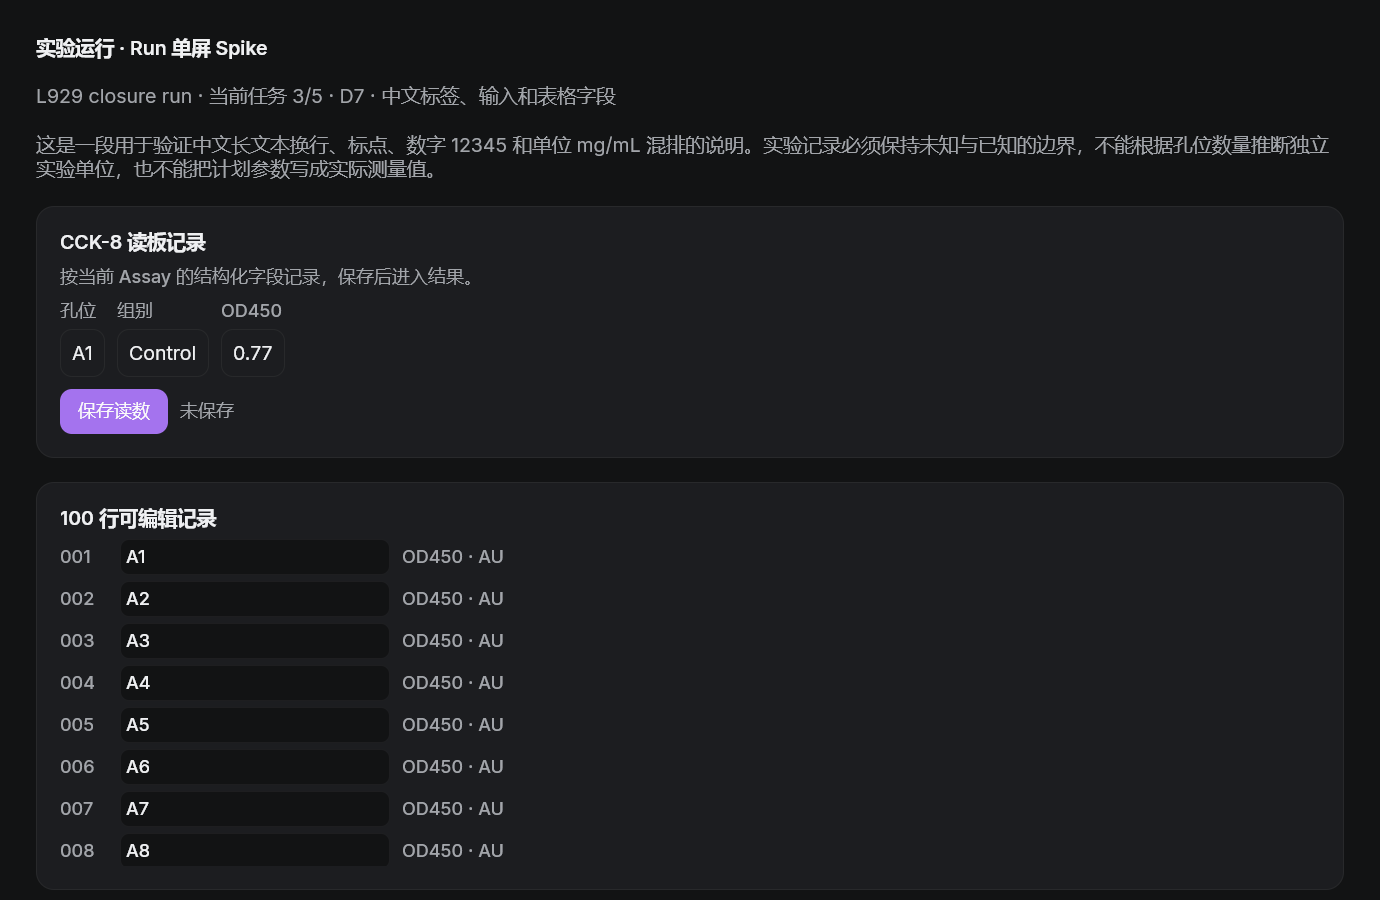 实验运行 · Run 单屏 Spike
L929 closure run · 当前任务 3/5 · D7 · 中文标签、输入和表格字段
这是一段用于验证中文长文本换行、标点、数字 12345 和单位 mg/mL 混排的说明。实验记录必须保持未知与已知的边界，不能根据孔位数量推断独立
实验单位，也不能把计划参数写成实际测量值。
CCK-8 读板记录
按当前 Assay 的结构化字段记录，保存后进入结果。
孔位 组别 OD450
A1 Control 0.77
保存读数 未保存
100 行可编辑记录
001 A1 OD450 · AU
002 A2 OD450 · AU
003 A3 OD450 · AU
004 A4 OD450 · AU
005 A5 OD450 · AU
006 A6 OD450 · AU
007 A7 OD450 · AU
008 A8 OD450 · AU